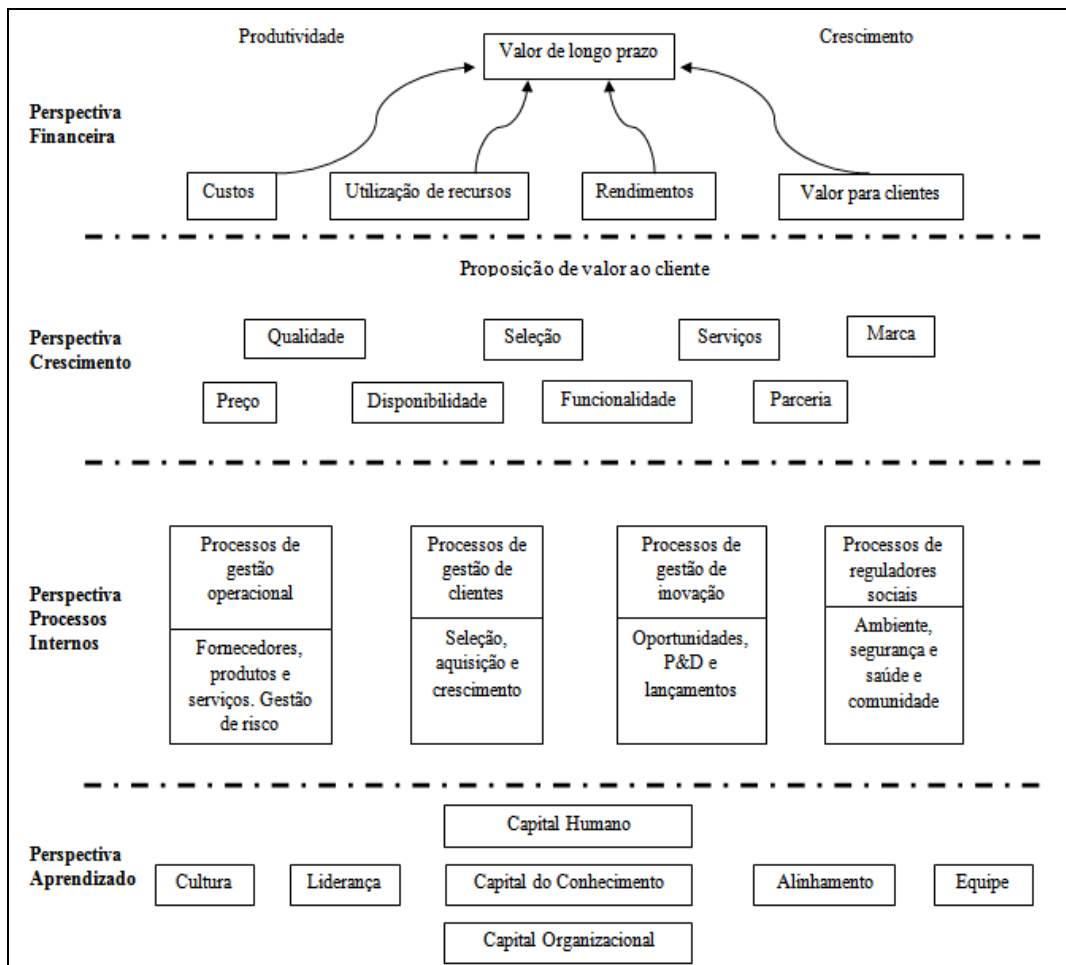 Produtividade
Valor de longo prazo
Crescimento
Perspectiva
Financeira
Custos
Utilização de recursos
Rendimentos
Valor para clientes
Proposição de valor ao cliente
Perspectiva
Crescimento
Qualidade
Seleção
Serviços
Marca
Preço
Disponibilidade
Funcionalidade
Parceria
Perspectiva
Processos
Internos
Processos de
gestão
operacional
Fornecedores,
produtos e
serviços. Gestão
de risco
Processos de
gestão de
clientes
Seleção,
aquisição e
crescimento
Processos de
gestão de
inovação
Oportunidades,
P&D e
lançamentos
Processos de
reguladores
sociais
Ambiente,
segurança e
saúde e
comunidade
Perspectiva
Aprendizado
Capital Humano
Cultura
Liderança
Capital do Conhecimento
Alinhamento
Equipe
Capital Organizacional